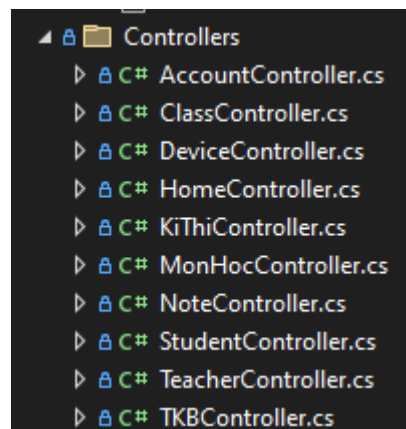 Controllers
C# AccountController.cs
C# ClassController.cs
C# DeviceController.cs
C# HomeController.cs
C# KiThiController.cs
C# MonHocController.cs
C# NoteController.cs
C# StudentController.cs
C# TeacherController.cs
C# TKBController.cs